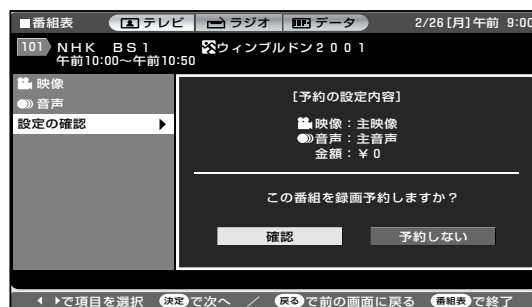 ■番組表 テレビ ラジオ データ 2/26[月]午前 9:00
101 NHK BS1 ウィンブルドン2001
午前10:00～午前10:50
映像
音声
設定の確認
[予約の設定内容]
映像：主映像
音声：主音声
金額：￥0
この番組を録画予約しますか？
確認 予約しない
で項目を選択 決定で次へ ／ 戻るで前の画面に戻る 番組表で終了